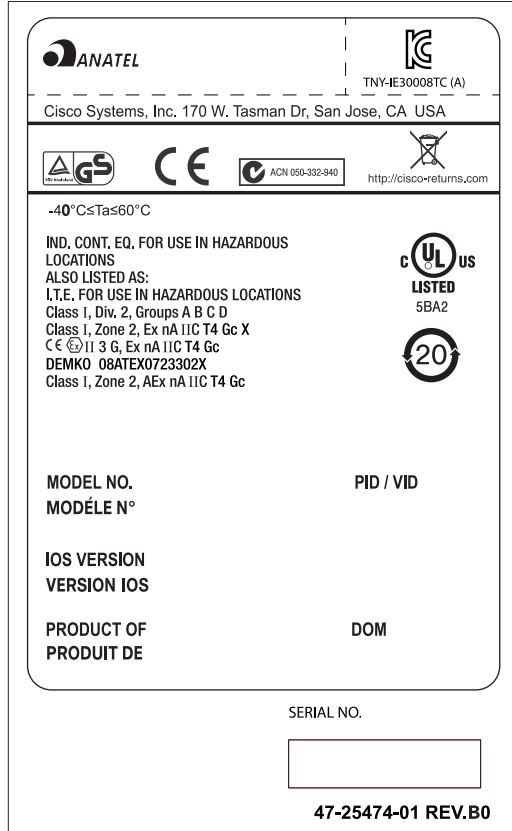 ANATEL
TNY-IE30008TC (A)
Cisco Systems, Inc. 170 W. Tasman Dr, San Jose, CA USA
GS
CE
ACN 050-332-940
http://cisco-returns.com
-40°C≤Ta≤60°C
IND. CONT. EQ. FOR USE IN HAZARDOUS
LOCATIONS
ALSO LISTED AS:
I.T.E. FOR USE IN HAZARDOUS LOCATIONS
Class I, Div. 2, Groups A B C D
Class I, Zone 2, Ex nA IIC T4 Gc X
CE Ex II 3 G, Ex nA IIC T4 Gc
DEMKO 08ATEX0723302X
Class I, Zone 2, AEx nA IIC T4 Gc
C UL US
LISTED
5BA2
20
MODEL NO.
MODÉLE N°
PID / VID
IOS VERSION
VERSION IOS
PRODUCT OF
PRODUIT DE
DOM
SERIAL NO.
47-25474-01 REV.B0